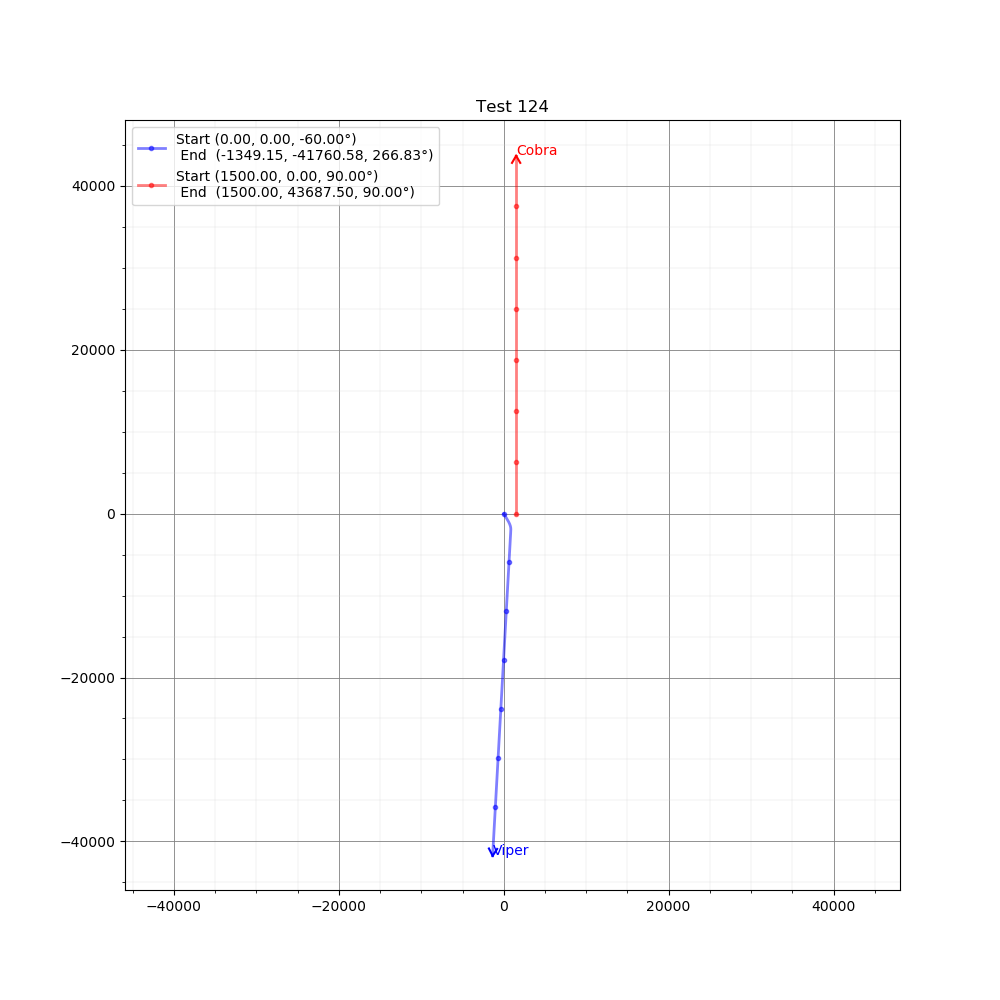 Test 124
Start (0.00, 0.00, -60.00°)
End  (-1349.15, -41760.58, 266.83°)
Start (1500.00, 0.00, 90.00°)
End  (1500.00, 43687.50, 90.00°)
Cobra
40000
20000
0
−20000
−40000
Viper
−40000
−20000
0
20000
40000